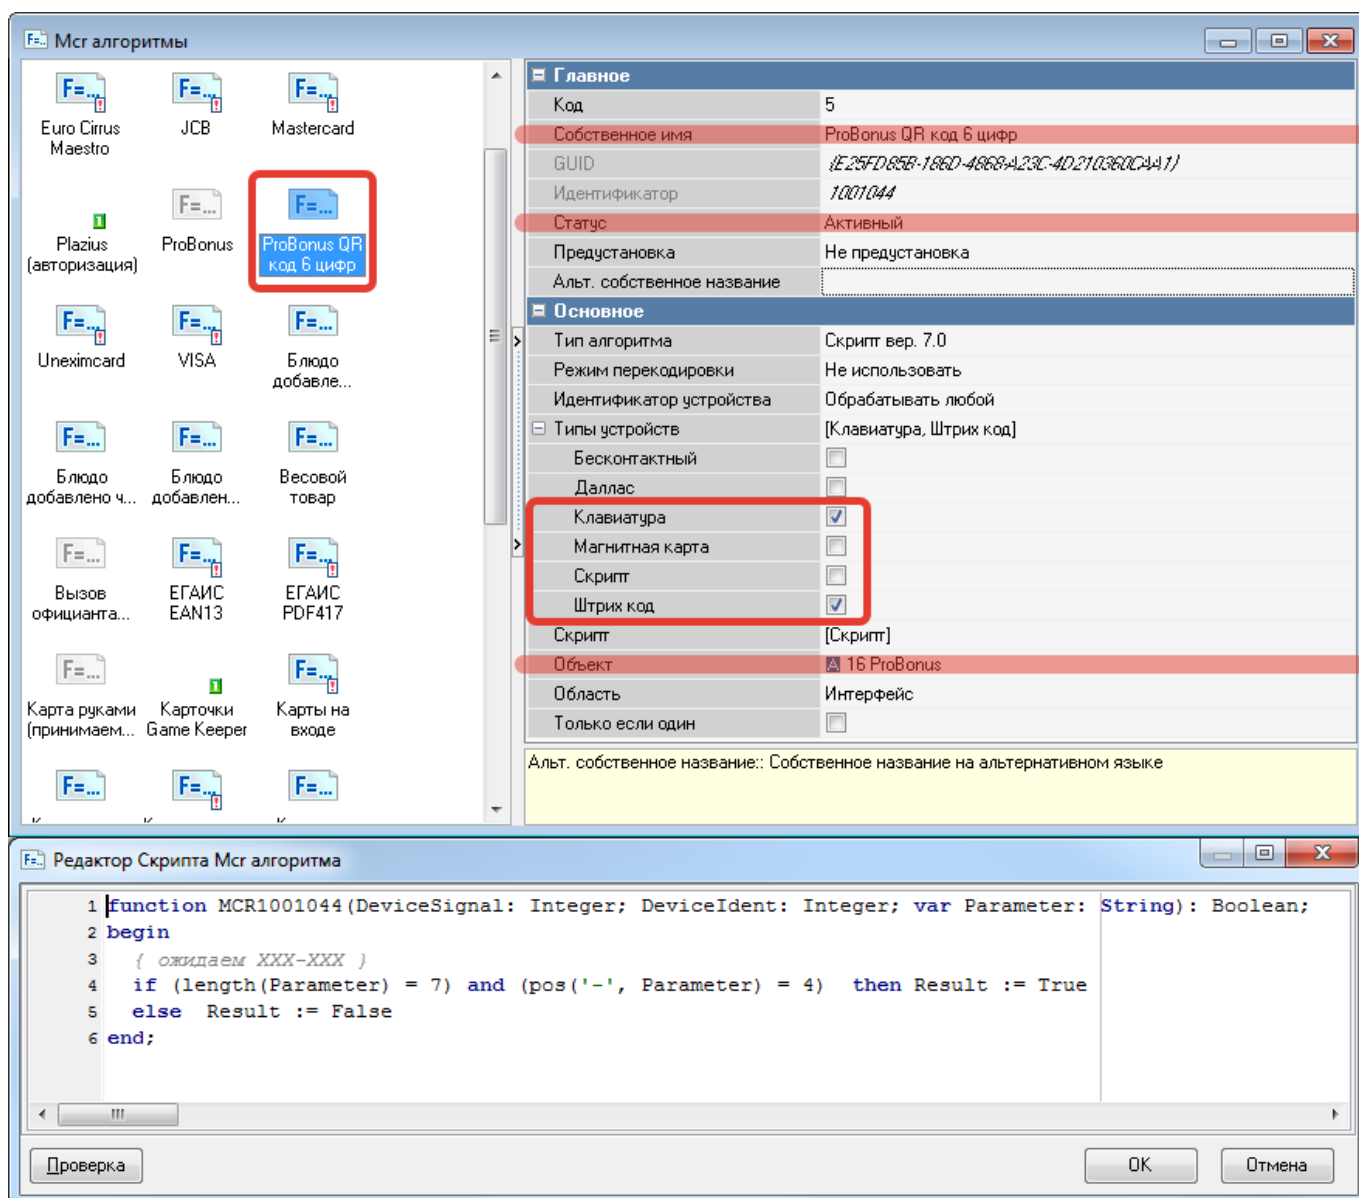 Mcr алгоритмы
Euro Cirrus
Maestro
JCB
Mastercard
Plazius
(авторизация)
ProBonus
ProBonus QR
код 6 цифр
Uneximcard
VISA
Блюдо
добавле...
Блюдо
добавлено ч...
Блюдо
добавлен...
Весовой
товар
Вызов
официанта...
ЕГАИС
EAN13
ЕГАИС
PDF417
Карта руками
(принимаем...
Карточки
Game Keeper
Карты на
входе
Главное
Код 5
Собственное имя ProBonus QR код 6 цифр
GUID {E25FD85B-186D-4868-A23C-4D210360CAA1}
Идентификатор 1001044
Статус Активный
Предустановка Не предустановка
Альт. собственное название
Основное
Тип алгоритма Скрипт вер. 7.0
Режим перекодировки Не использовать
Идентификатор устройства Обрабатывать любой
Типы устройств [Клавиатура, Штрих код]
Бесконтактный
Даллас
Клавиатура
Магнитная карта
Скрипт
Штрих код
Скрипт [Скрипт]
Объект 16 ProBonus
Область Интерфейс
Только если один
Альт. собственное название:: Собственное название на альтернативном языке
Редактор Скрипта Mcr алгоритма
1 function MCR1001044(DeviceSignal: Integer; DeviceIdent: Integer; var Parameter: String): Boolean;
2 begin
3 { ожидаем XXX-XXX }
4 if (length(Parameter) = 7) and (pos('-', Parameter) = 4) then Result := True
5 else Result := False
6 end;
Проверка
OK
Отмена